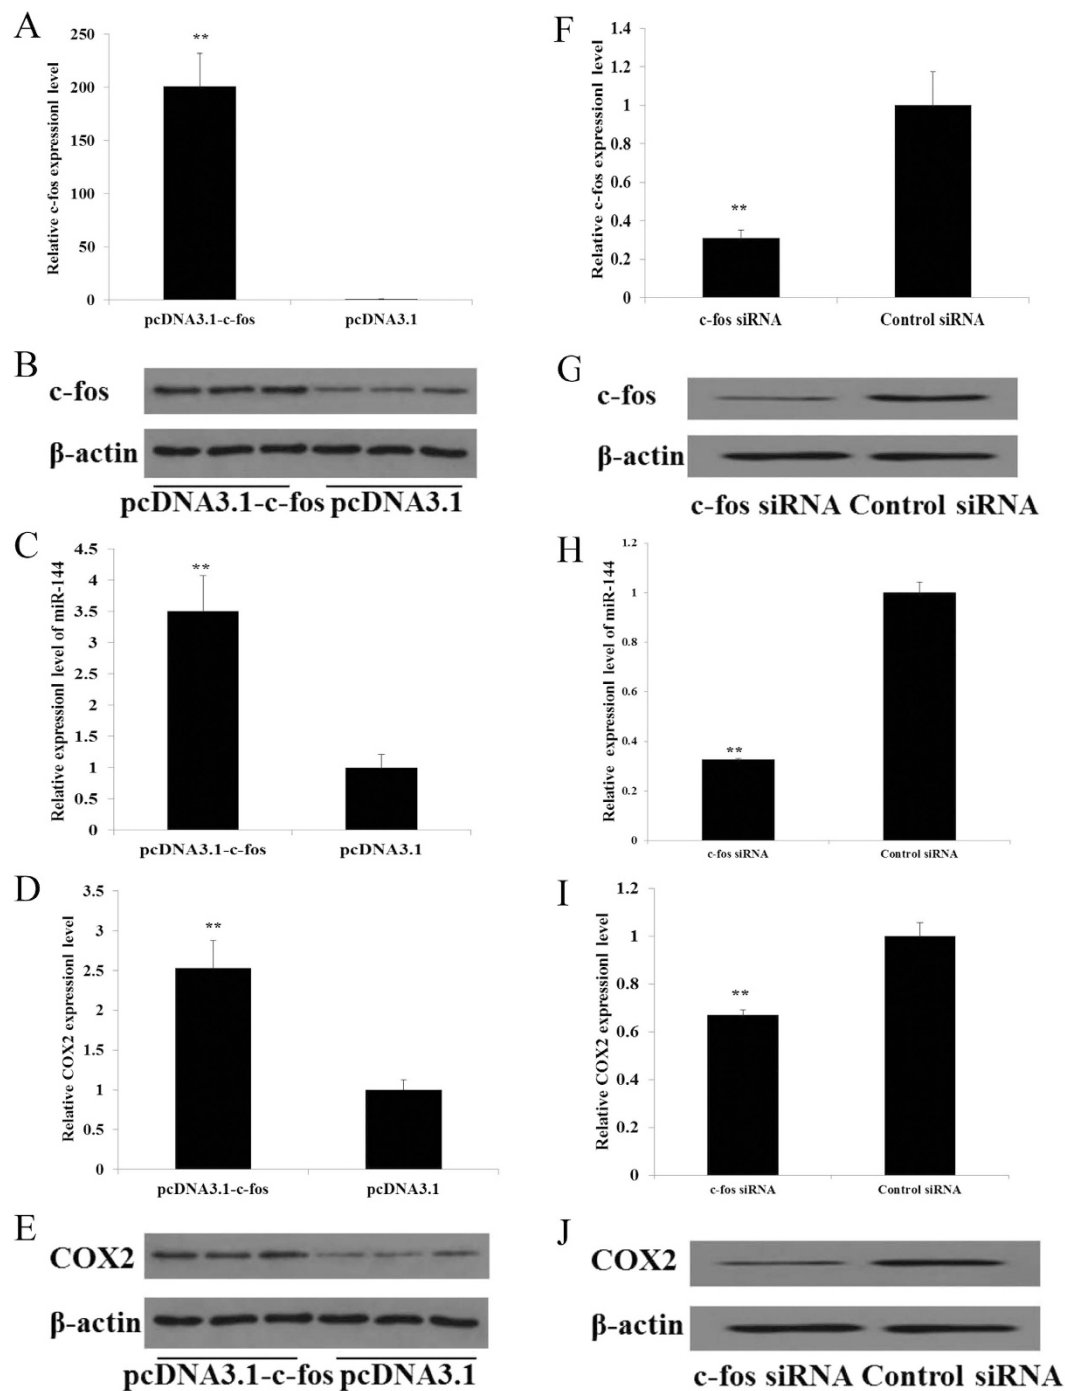 A
Relative c-fos expressionl level
250
200
150
100
50
0
**
pcDNA3.1-c-fos pcDNA3.1
B
c-fos
β-actin
pcDNA3.1-c-fos pcDNA3.1
C
Relative expressionl level of miR-144
4.5
4
3.5
3
2.5
2
1.5
1
0.5
0
**
pcDNA3.1-c-fos pcDNA3.1
D
Relative COX2 expressionl level
3.5
3
2.5
2
1.5
1
0.5
0
**
pcDNA3.1-c-fos pcDNA3.1
E
COX2
β-actin
pcDNA3.1-c-fos pcDNA3.1
F
Relative c-fos expressionl level
1.4
1.2
1
0.8
0.6
0.4
0.2
0
**
c-fos siRNA Control siRNA
G
c-fos
β-actin
c-fos siRNA Control siRNA
H
Relative expressionl level of miR-144
1.2
1
0.8
0.6
0.4
0.2
0
**
c-fos siRNA Control siRNA
I
Relative COX2 expressionl level
1.2
1
0.8
0.6
0.4
0.2
0
**
c-fos siRNA Control siRNA
J
COX2
β-actin
c-fos siRNA Control siRNA